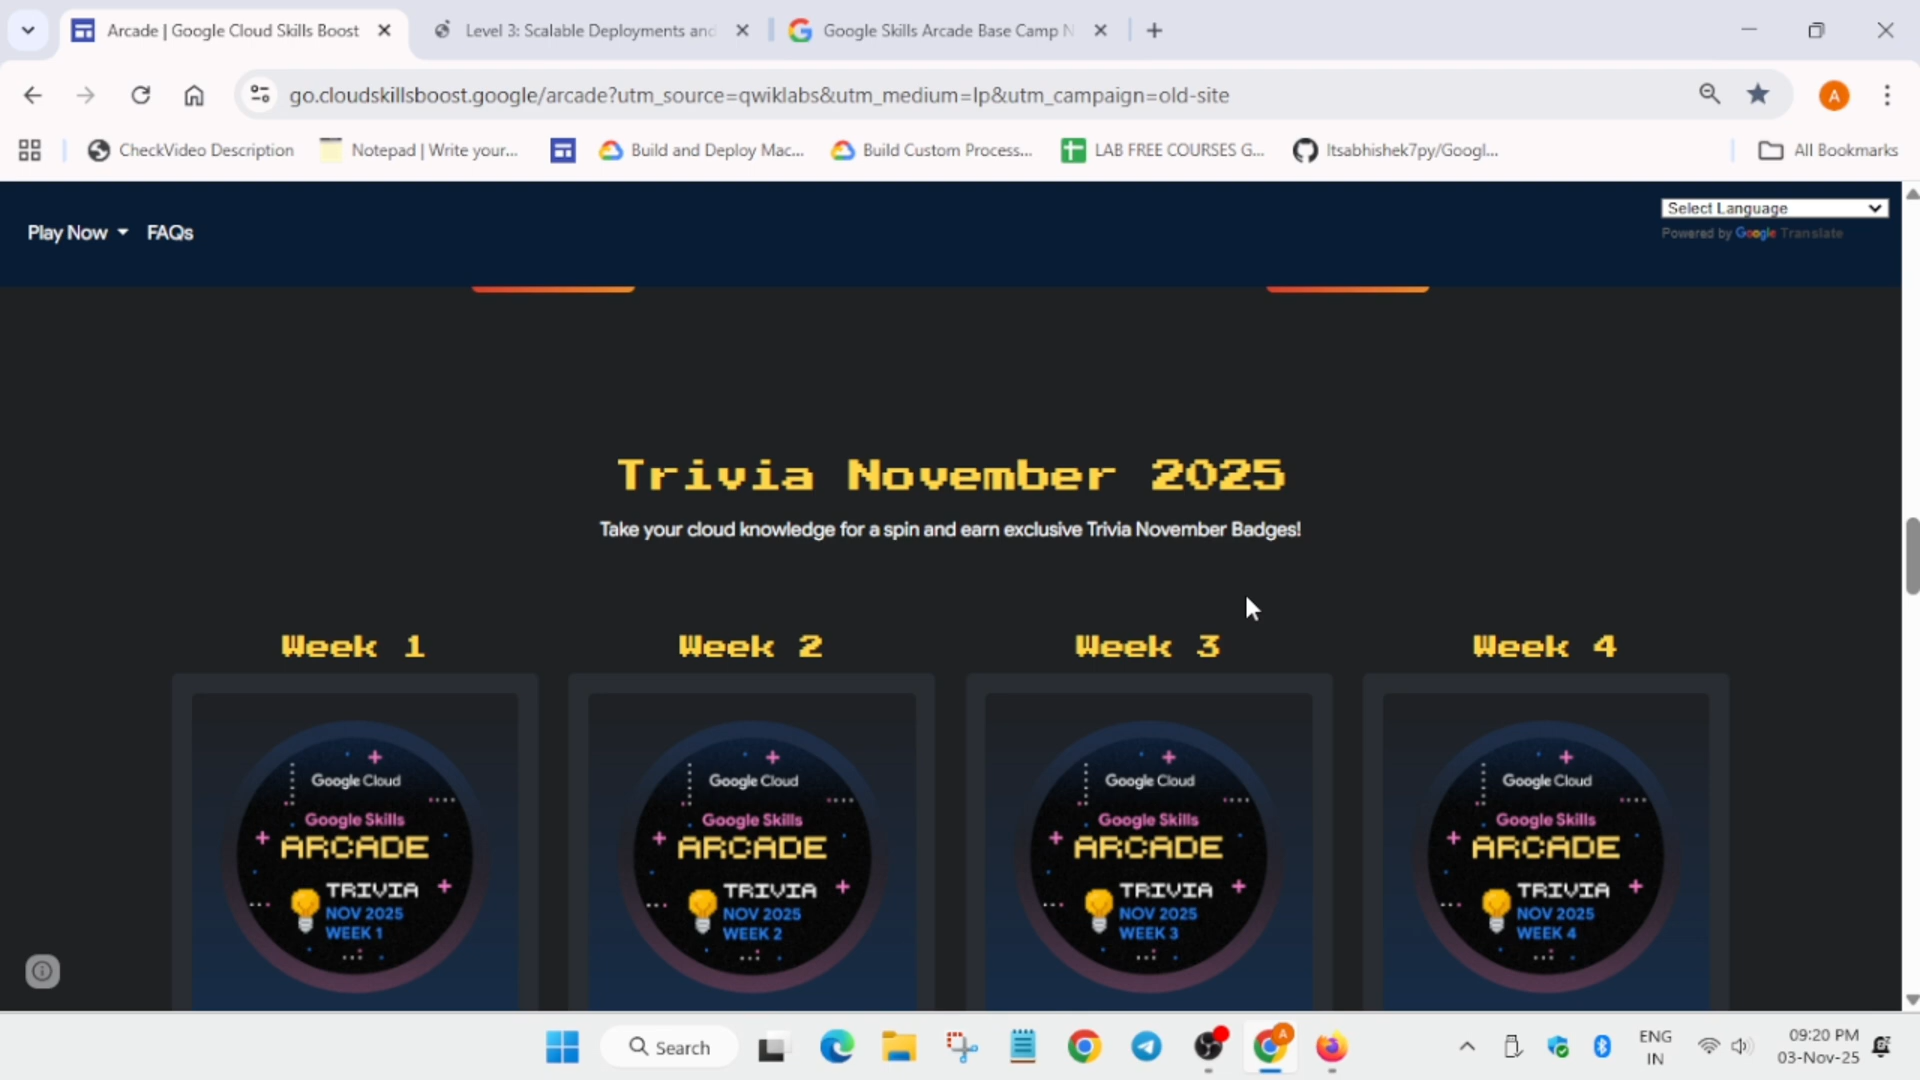 Arcade | Google Cloud Skills Boost
Level 3: Scalable Deployments and
Google Skills Arcade Base Camp N
go.cloudskillsboost.google/arcade?utm_source=qwiklabs&utm_medium=lp&utm_campaign=old-site
A
CheckVideo Description
Notepad | Write your...
Build and Deploy Mac...
Build Custom Process...
LAB FREE COURSES G...
Itsabhishek7py/Googl...
All Bookmarks
Play Now
FAQs
Select Language
Powered by Google Translate
Trivia November 2025
Take your cloud knowledge for a spin and earn exclusive Trivia November Badges!
Week 1
Week 2
Week 3
Week 4
Google Cloud
Google Skills
ARCADE
TRIVIA
NOV 2025
WEEK 1
Google Cloud
Google Skills
ARCADE
TRIVIA
NOV 2025
WEEK 2
Google Cloud
Google Skills
ARCADE
TRIVIA
NOV 2025
WEEK 3
Google Cloud
Google Skills
ARCADE
TRIVIA
NOV 2025
WEEK 4
Search
A
ENG
IN
09:20 PM
03-Nov-25